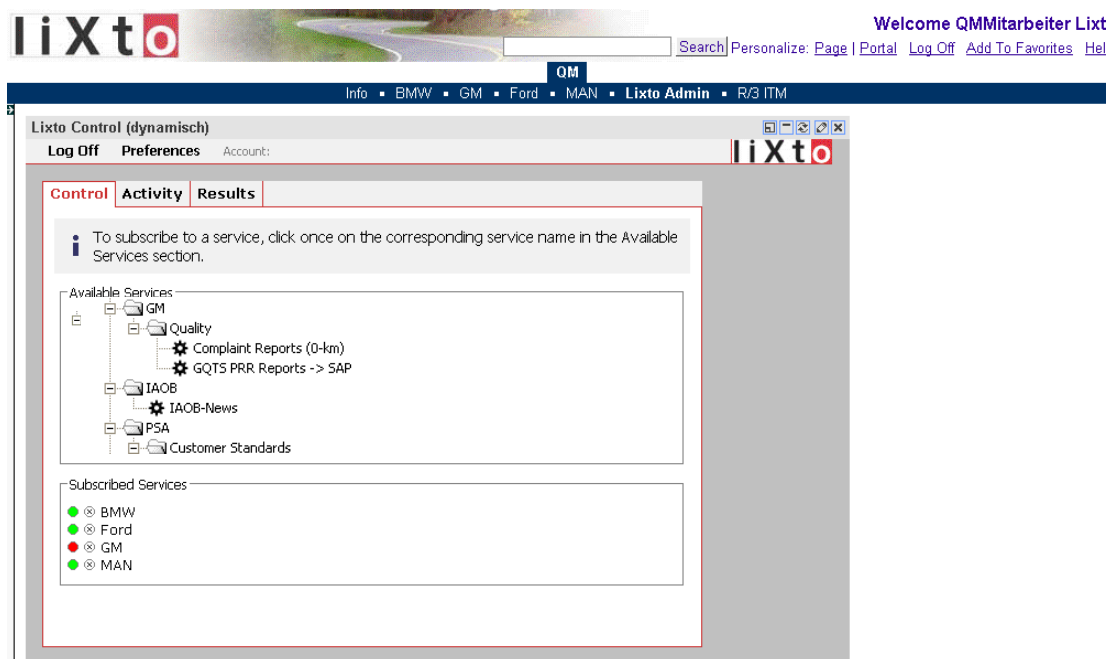 liXto
Welcome QMMitarbeiter Lixt
Search Personalize: Page | Portal Log Off Add To Favorites Hel
QM
Info ▪ BMW ▪ GM ▪ Ford ▪ MAN ▪ Lixto Admin ▪ R/3 ITM
Lixto Control (dynamisch)
Log Off Preferences Account:
liXto
Control Activity Results
i To subscribe to a service, click once on the corresponding service name in the Available
Services section.
Available Services
GM
Quality
Complaint Reports (0-km)
GQTS PRR Reports -> SAP
IAOB
IAOB-News
PSA
Customer Standards
Subscribed Services
BMW
Ford
GM
MAN